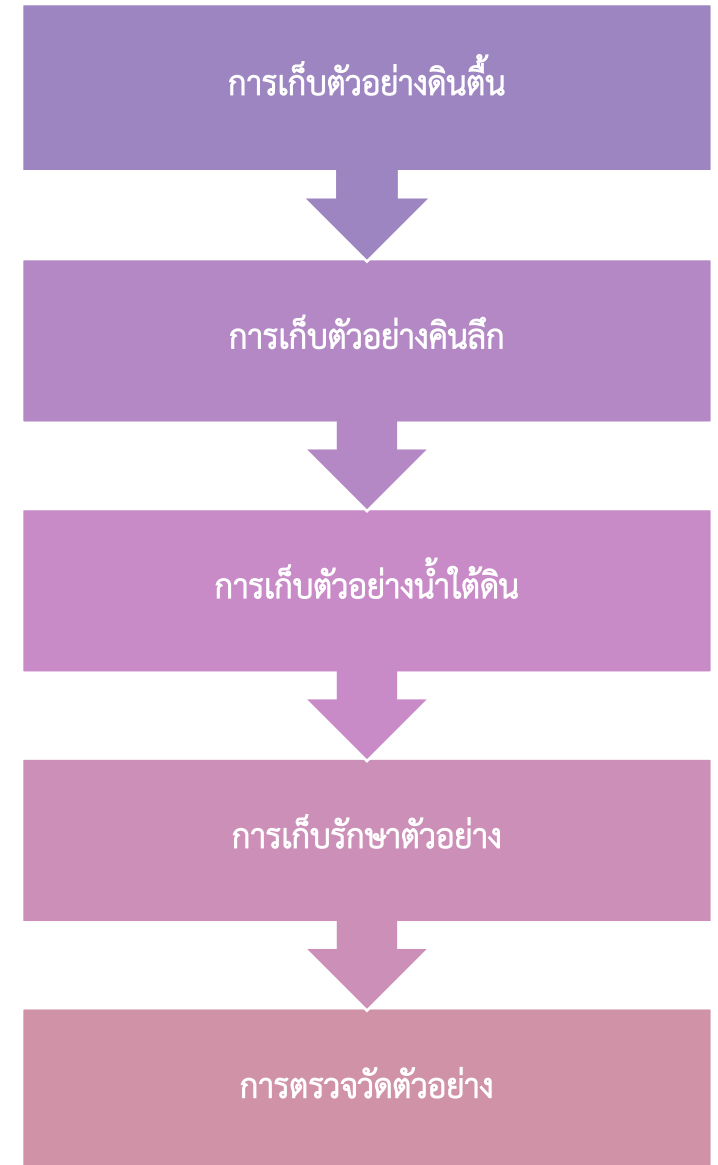 การเก็บตัวอย่างดินตื้น
การเก็บตัวอย่างคินลึก
การเก็บตัวอย่างน้ำใต้ดิน
การเก็บรักษาตัวอย่าง
การตรวจวัดตัวอย่าง